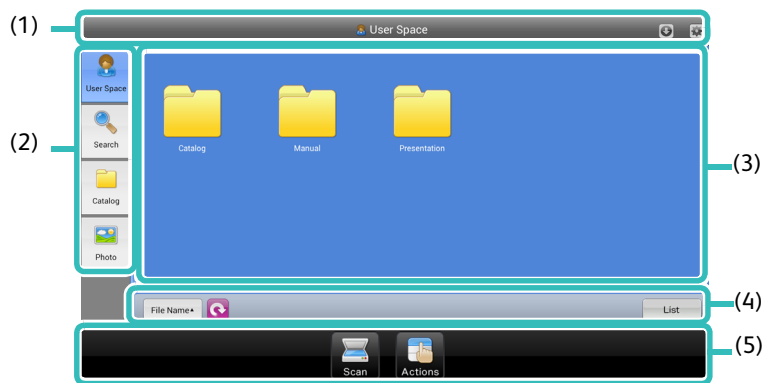 (1)
User Space
(2)
User Space
Search
Catalog
Photo
Catalog
Manual
Presentation
(3)
File Name▲
List
(4)
Scan
Actions
(5)